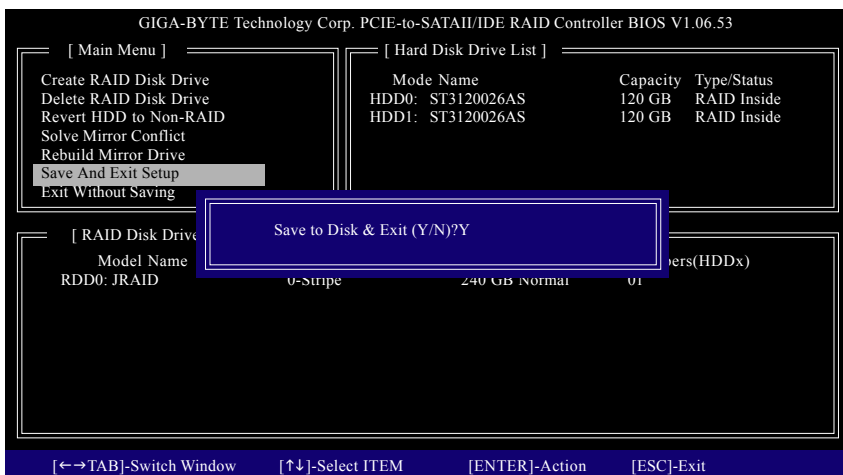 GIGA-BYTE Technology Corp. PCIE-to-SATAII/IDE RAID Controller BIOS V1.06.53
[ Main Menu ]
Create RAID Disk Drive
Delete RAID Disk Drive
Revert HDD to Non-RAID
Solve Mirror Conflict
Rebuild Mirror Drive
Save And Exit Setup
Exit Without Saving
[ Hard Disk Drive List ]
Mode Name Capacity Type/Status
HDD0: ST3120026AS 120 GB RAID Inside
HDD1: ST3120026AS 120 GB RAID Inside
Save to Disk & Exit (Y/N)?Y
[ RAID Disk Drive
Model Name bers(HDDx)
RDD0: JRAID 0-Stripe 240 GB Normal 01
[←→TAB]-Switch Window [↑↓]-Select ITEM [ENTER]-Action [ESC]-Exit